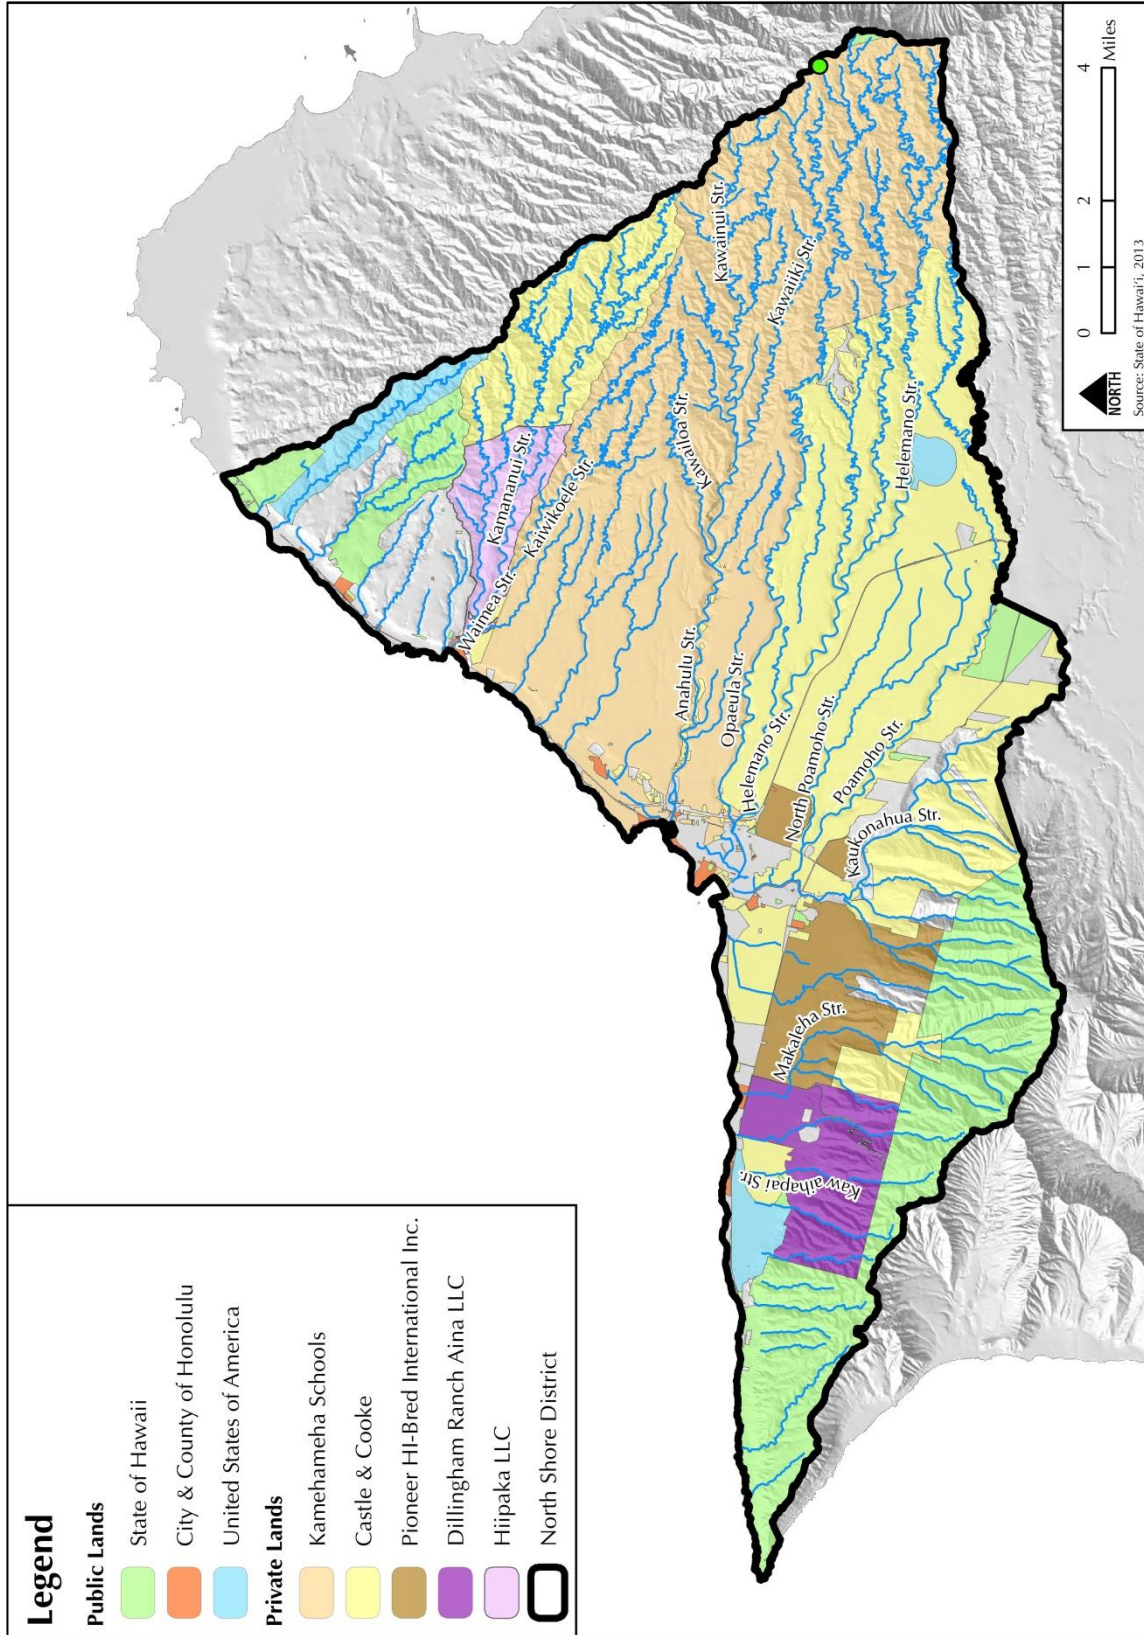 Legend
Public Lands
State of Hawaii
City & County of Honolulu
United States of America
Private Lands
Kamehameha Schools
Castle & Cooke
Pioneer HI-Bred International Inc.
Dillingham Ranch Aina LLC
Hiipaka LLC
North Shore District
Waimea Str.
Kamananui Str.
Kaiwikoele Str.
Kawailoa Str.
Kawainui Str.
Kawaiiki Str.
Anahulu Str.
Opaeula Str.
Helemano Str.
Helemano Str.
North Poamoho Str.
Poamoho Str.
Kaukonahua Str.
Makaleha Str.
Kaw aihapai Str.
NORTH
0 1 2 4
Miles
Source: State of Hawai'i, 2013